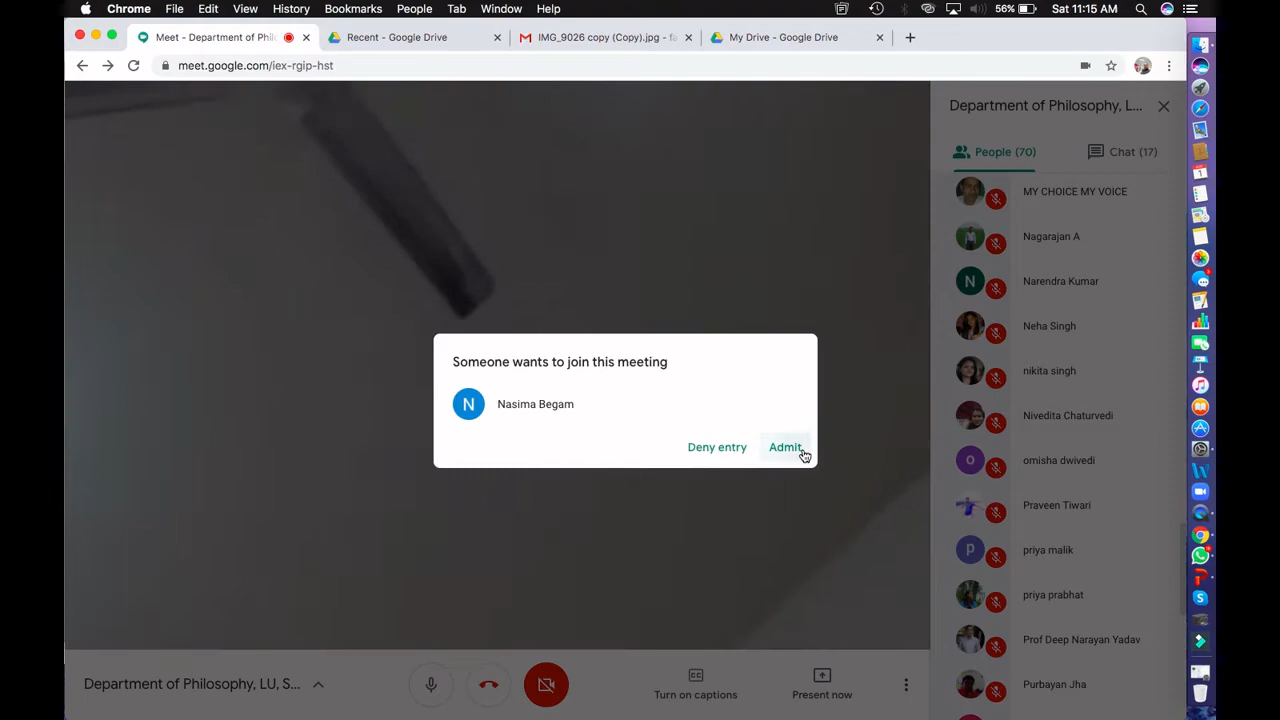 Chrome File Edit View History Bookmarks People Tab Window Help 56% Sat 11:15 AM
Meet - Department of Phil Recent - Google Drive IMG_9026 copy (Copy).jpg - fa My Drive - Google Drive
meet.google.com/iex-rgip-hst
Department of Philosophy, L...
People (70) Chat (17)
MY CHOICE MY VOICE
Nagarajan A
N Narendra Kumar
Neha Singh
nikita singh
Nivedita Chaturvedi
o omisha dwivedi
Praveen Tiwari
p priya malik
priya prabhat
Prof Deep Narayan Yadav
Purbayan Jha
Someone wants to join this meeting
N Nasima Begam
Deny entry Admit
Department of Philosophy, LU, S...
Turn on captions
Present now